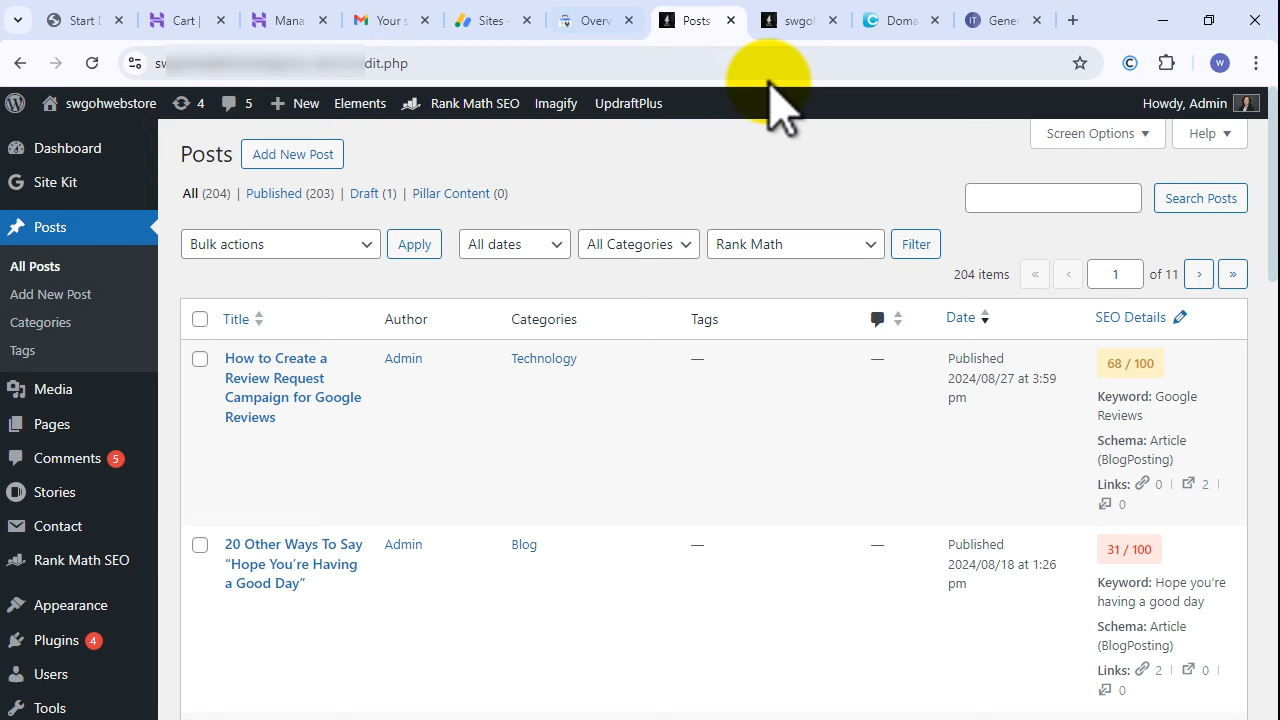 Start D
Cart |
Mana
Your s
Sites -
Overv
Posts
swgoh
Doma
Gene
dit.php
swgohwebstore 4 5 New Elements Rank Math SEO Imagify UpdraftPlus Howdy, Admin
Dashboard
Site Kit
Posts
All Posts
Add New Post
Categories
Tags
Media
Pages
Comments 5
Stories
Contact
Rank Math SEO
Appearance
Plugins 4
Users
Tools
Posts Add New Post
Screen Options Help
All (204) | Published (203) | Draft (1) | Pillar Content (0)
Search Posts
Bulk actions Apply All dates All Categories Rank Math Filter
204 items « ‹ 1 of 11 › »
Title Author Categories Tags Date SEO Details
How to Create a
Review Request
Campaign for Google
Reviews
Admin
Technology
—
—
Published
2024/08/27 at 3:59
pm
68 / 100
Keyword: Google
Reviews
Schema: Article
(BlogPosting)
Links: 0 | 2 |
0
20 Other Ways To Say
“Hope You’re Having
a Good Day”
Admin
Blog
—
—
Published
2024/08/18 at 1:26
pm
31 / 100
Keyword: Hope you're
having a good day
Schema: Article
(BlogPosting)
Links: 2 | 0 |
0